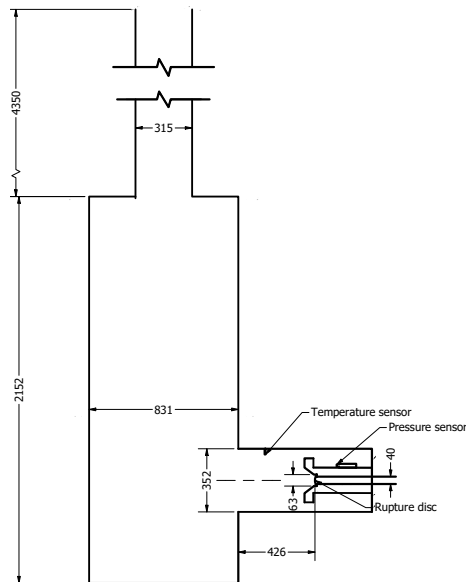 4350
315
2152
831
Temperature sensor
Pressure sensor
352
63
40
Rupture disc
426